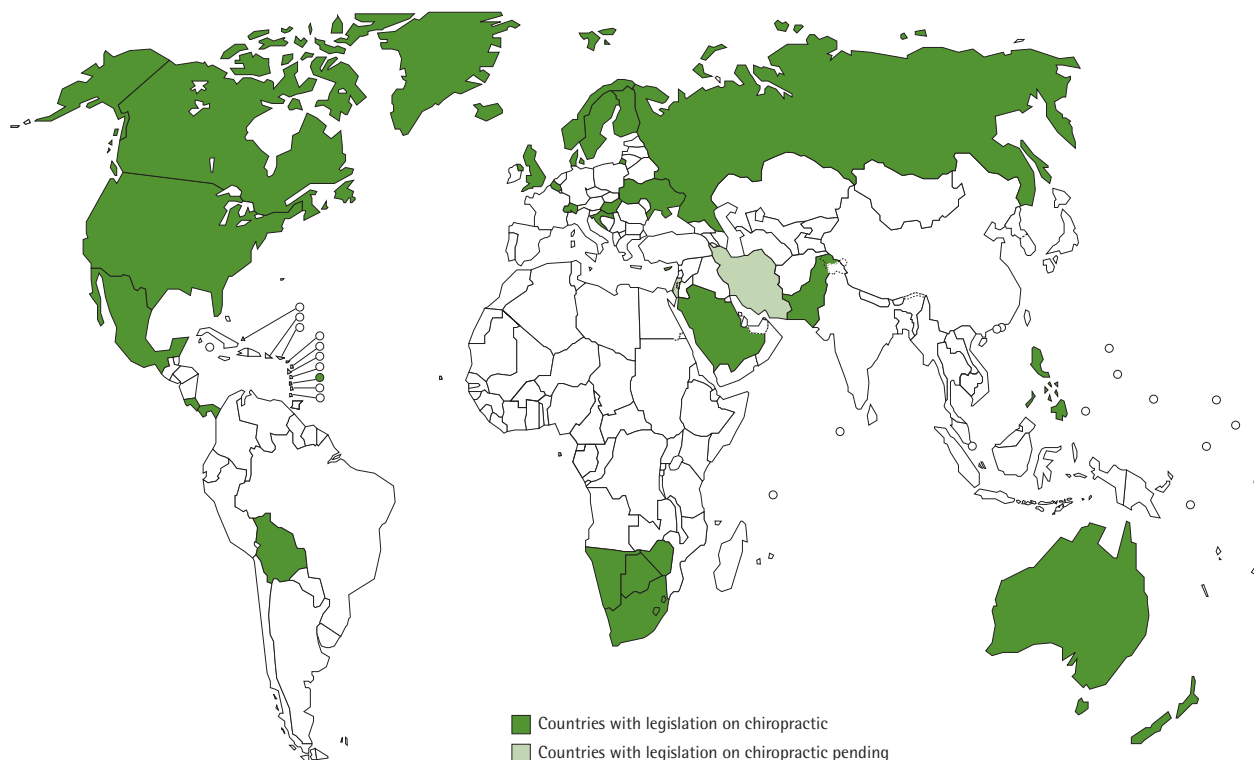 Countries with legislation on chiropractic
Countries with legislation on chiropractic pending